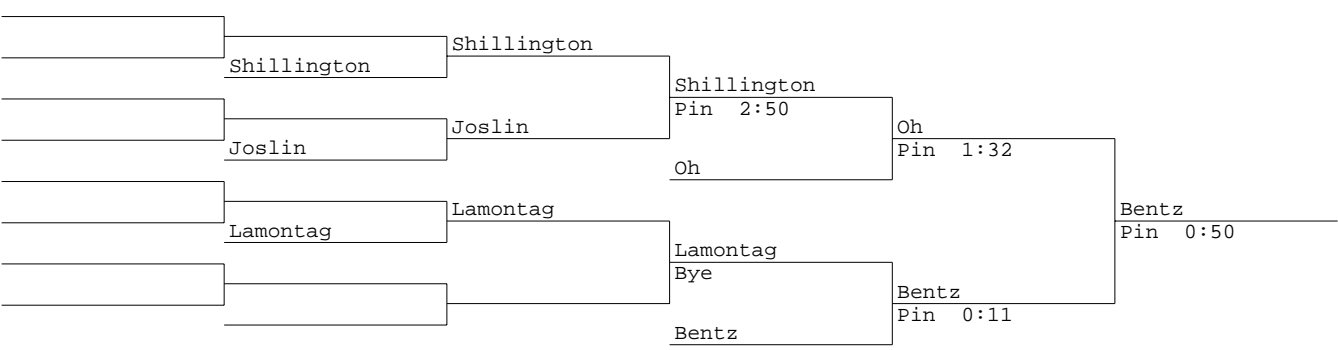 Shillington
Shillington
Shillington
Pin 2:50
Joslin
Oh
Joslin
Pin 1:32
Oh
Lamontag
Bentz
Lamontag
Pin 0:50
Lamontag
Bye
Bentz
Pin 0:11
Bentz